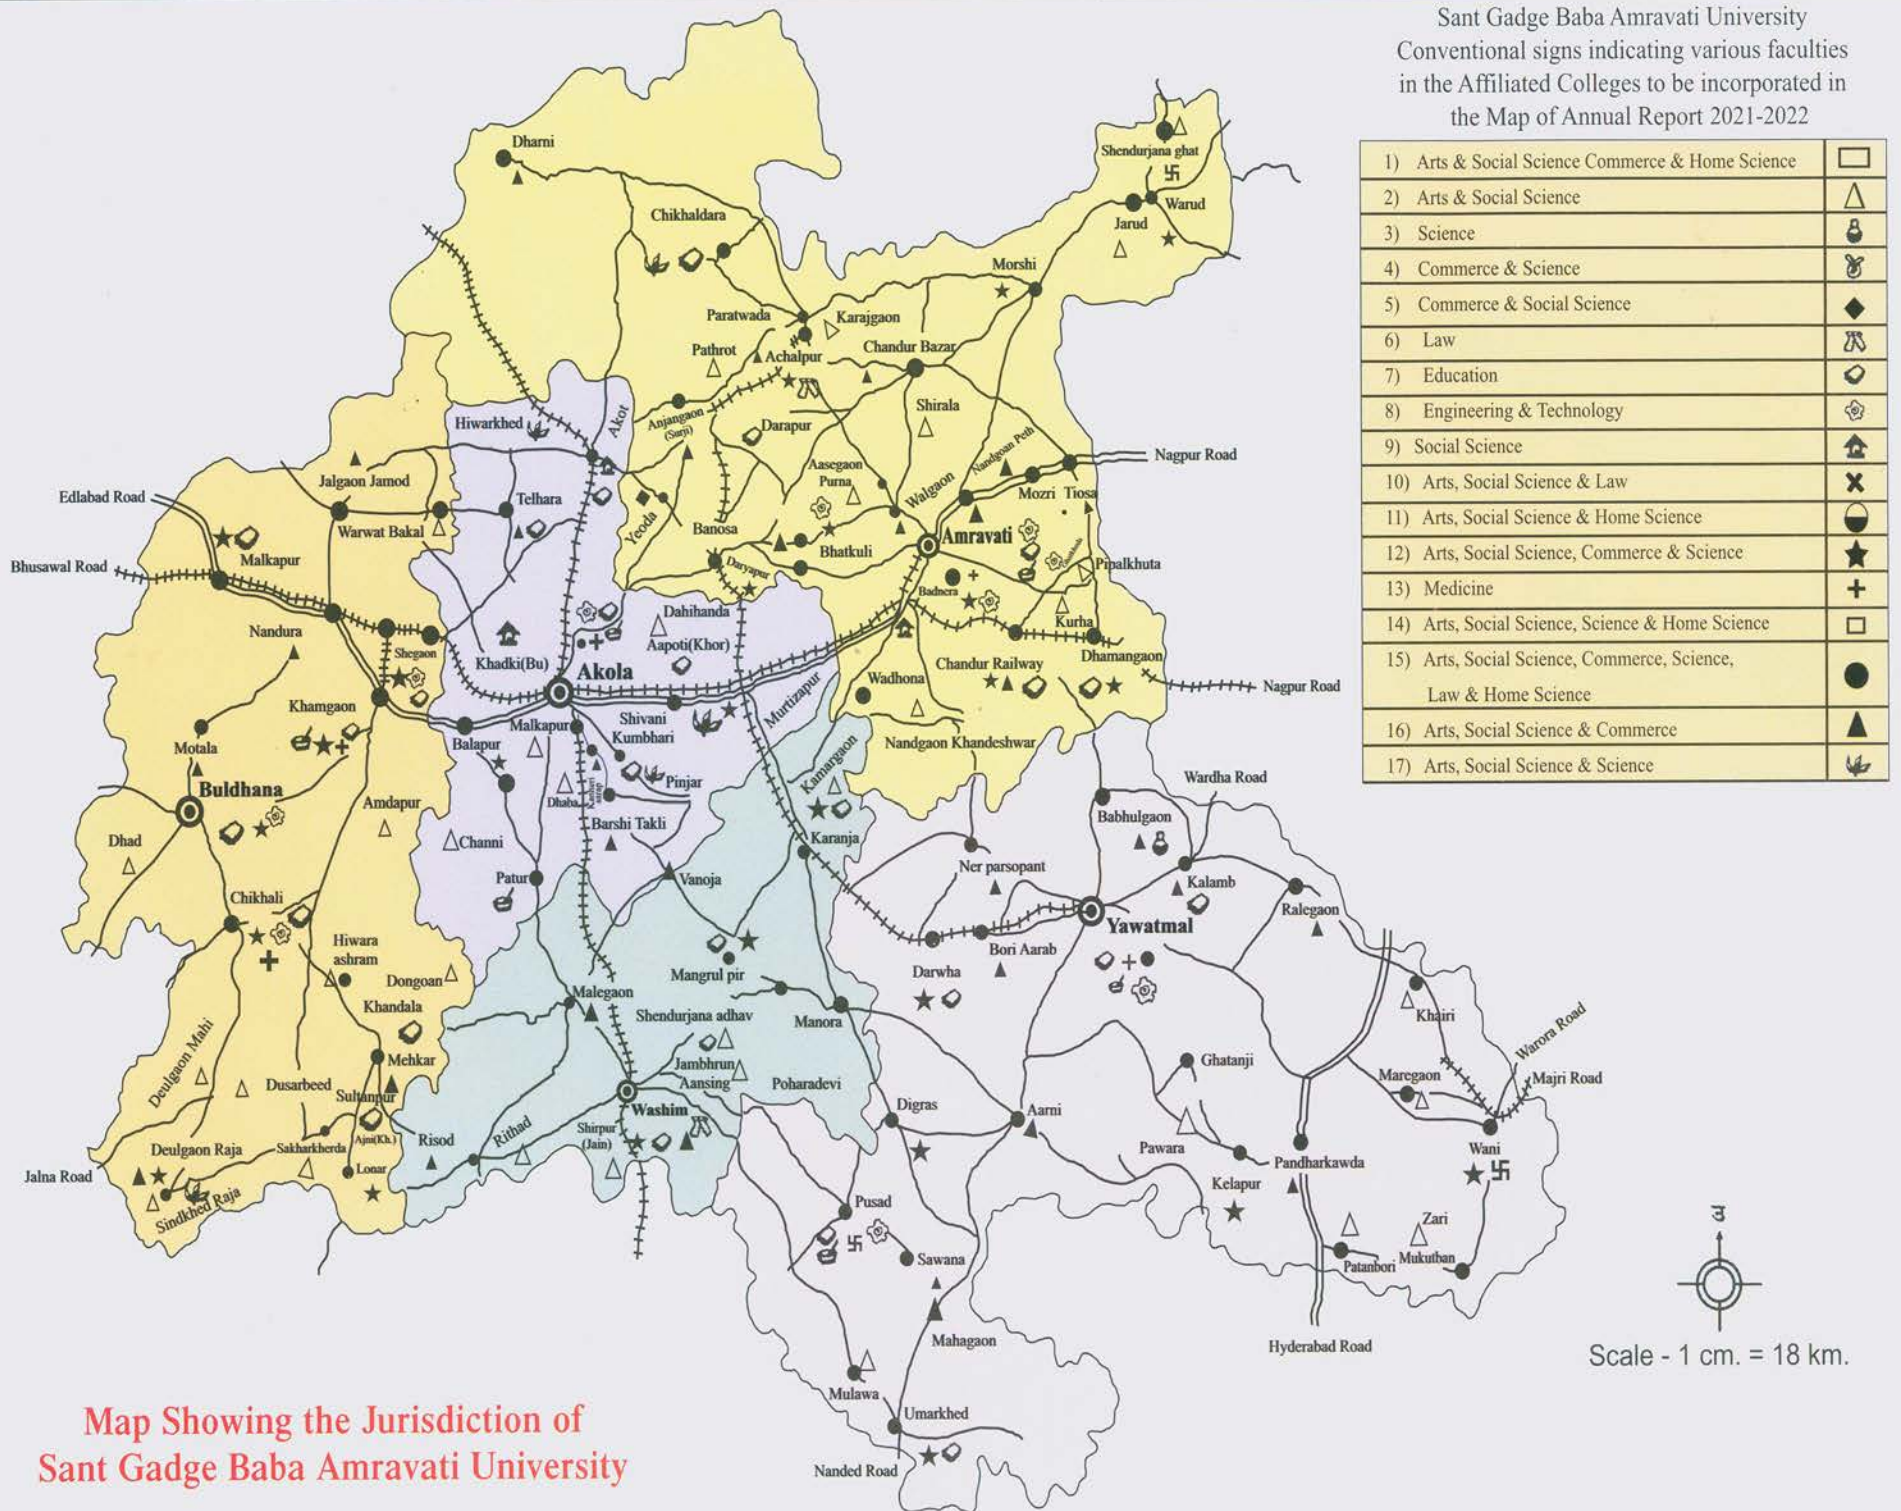 Sant Gadge Baba Amravati University
Conventional signs indicating various faculties
in the Affiliated Colleges to be incorporated in
the Map of Annual Report 2021-2022
1) Arts & Social Science Commerce & Home Science
2) Arts & Social Science
3) Science
4) Commerce & Science
5) Commerce & Social Science
6) Law
7) Education
8) Engineering & Technology
9) Social Science
10) Arts, Social Science & Law
11) Arts, Social Science & Home Science
12) Arts, Social Science, Commerce & Science
13) Medicine
14) Arts, Social Science, Science & Home Science
15) Arts, Social Science, Commerce, Science,
Law & Home Science
16) Arts, Social Science & Commerce
17) Arts, Social Science & Science
Dharni
Shendurjana ghat
Chikhaldara
Warud
Jarud
Morshi
Paratwada
Karajgaon
Pathrot
Achalpur
Chandur Bazar
Hiwarkhed
Akot
Anjangaon
(Surji)
Darapur
Shirala
Nandgoan Peth
Nagpur Road
Aasegaon
Purna
Walgaon
Mozri
Tiosa
Jalgaon Jamod
Edlabad Road
Telhara
Warwat Bakal
Yeoda
Banosa
Bhatkuli
Amravati
Malkapur
Bhusawal Road
Daryapur
Pipalkhuta
Badnera
Nandura
Dahihanda
Kurha
Shegaon
Khadki(Bu)
Aapoti(Khor)
Dhamangaon
Akola
Chandur Railway
Wadhona
Nagpur Road
Khamgaon
Murtizapur
Shivani
Kumbhari
Malkapur
Balapur
Motala
Nandgaon Khandeshwar
Kamargaon
Pinjar
Wardha Road
Buldhana
Dhaba
Amdapur
Barshi Takli
Babhulgaon
Dhad
Channi
Karanja
Ner parsopant
Patur
Vanoja
Kalamb
Chikhali
Ralegaon
Yawatmal
Hiwara
ashram
Bori Aarab
Dongoan
Mangrul pir
Darwha
Malegaon
Khandala
Shendurjana adhav
Manora
Khairi
Deulgaon Mahi
Warora Road
Mehkar
Jambhrun
Ghatanji
Dusarbeed
Aansing
Poharadevi
Maregaon
Majri Road
Sultanpur
Washim
Digras
Aarni
Ajni(Kh.)
Risod
Rithad
Shirpur
(Jain)
Deulgaon Raja
Sakharkherda
Pawara
Wani
Jalna Road
Lonar
Pandharkawda
Kelapur
Sindkhed Raja
Pusad
Zari
Sawana
Patanbori
Mukutban
उ
Mahagaon
Hyderabad Road
Scale - 1 cm. = 18 km.
Mulawa
Umarkhed
Nanded Road
Map Showing the Jurisdiction of
Sant Gadge Baba Amravati University